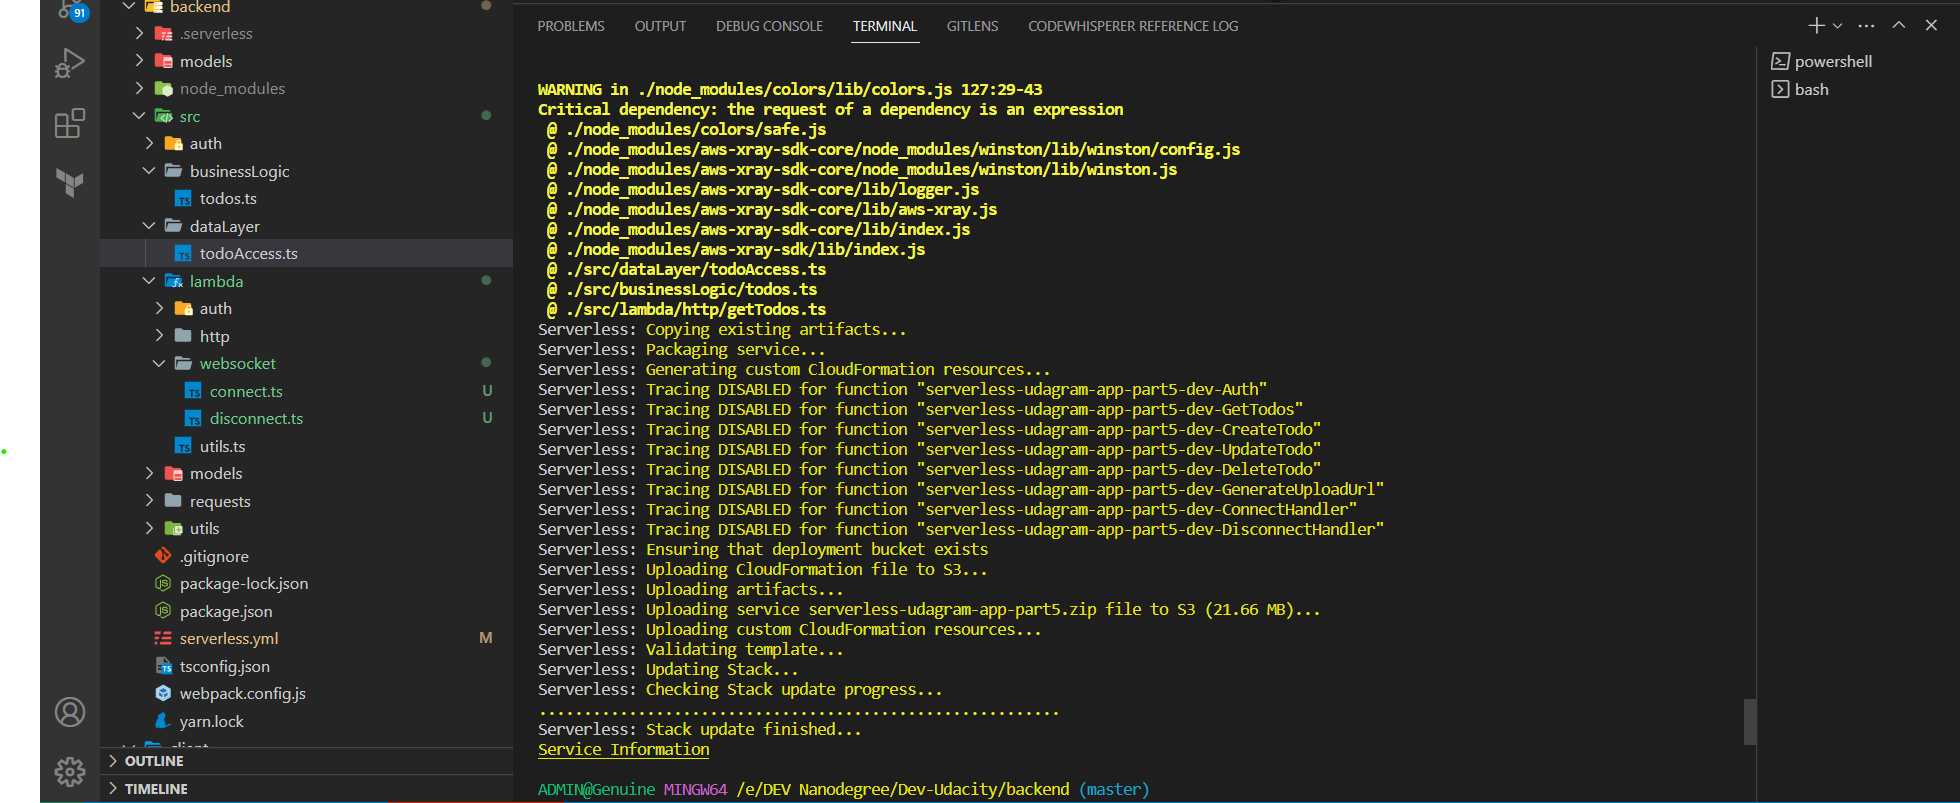 91
backend
.serverless
models
node_modules
src
auth
businessLogic
TS todos.ts
dataLayer
TS todoAccess.ts
lambda
auth
http
websocket
TS connect.ts U
TS disconnect.ts U
TS utils.ts
models
requests
utils
.gitignore
package-lock.json
package.json
serverless.yml M
tsconfig.json
webpack.config.js
yarn.lock
client
OUTLINE
TIMELINE
PROBLEMS OUTPUT DEBUG CONSOLE TERMINAL GITLENS CODEWHISPERER REFERENCE LOG
WARNING in ./node_modules/colors/lib/colors.js 127:29-43
Critical dependency: the request of a dependency is an expression
@ ./node_modules/colors/safe.js
@ ./node_modules/aws-xray-sdk-core/node_modules/winston/lib/winston/config.js
@ ./node_modules/aws-xray-sdk-core/node_modules/winston/lib/winston.js
@ ./node_modules/aws-xray-sdk-core/lib/logger.js
@ ./node_modules/aws-xray-sdk-core/lib/aws-xray.js
@ ./node_modules/aws-xray-sdk-core/lib/index.js
@ ./node_modules/aws-xray-sdk/lib/index.js
@ ./src/dataLayer/todoAccess.ts
@ ./src/businessLogic/todos.ts
@ ./src/lambda/http/getTodos.ts
Serverless: Copying existing artifacts...
Serverless: Packaging service...
Serverless: Generating custom CloudFormation resources...
Serverless: Tracing DISABLED for function "serverless-udagram-app-part5-dev-Auth"
Serverless: Tracing DISABLED for function "serverless-udagram-app-part5-dev-GetTodos"
Serverless: Tracing DISABLED for function "serverless-udagram-app-part5-dev-CreateTodo"
Serverless: Tracing DISABLED for function "serverless-udagram-app-part5-dev-UpdateTodo"
Serverless: Tracing DISABLED for function "serverless-udagram-app-part5-dev-DeleteTodo"
Serverless: Tracing DISABLED for function "serverless-udagram-app-part5-dev-GenerateUploadUrl"
Serverless: Tracing DISABLED for function "serverless-udagram-app-part5-dev-ConnectHandler"
Serverless: Tracing DISABLED for function "serverless-udagram-app-part5-dev-DisconnectHandler"
Serverless: Ensuring that deployment bucket exists
Serverless: Uploading CloudFormation file to S3...
Serverless: Uploading artifacts...
Serverless: Uploading service serverless-udagram-app-part5.zip file to S3 (21.66 MB)...
Serverless: Uploading custom CloudFormation resources...
Serverless: Validating template...
Serverless: Updating Stack...
Serverless: Checking Stack update progress...
..........................................................
Serverless: Stack update finished...
Service Information
ADMIN@Genuine MINGW64 /e/DEV Nanodegree/Dev-Udacity/backend (master)
powershell
bash